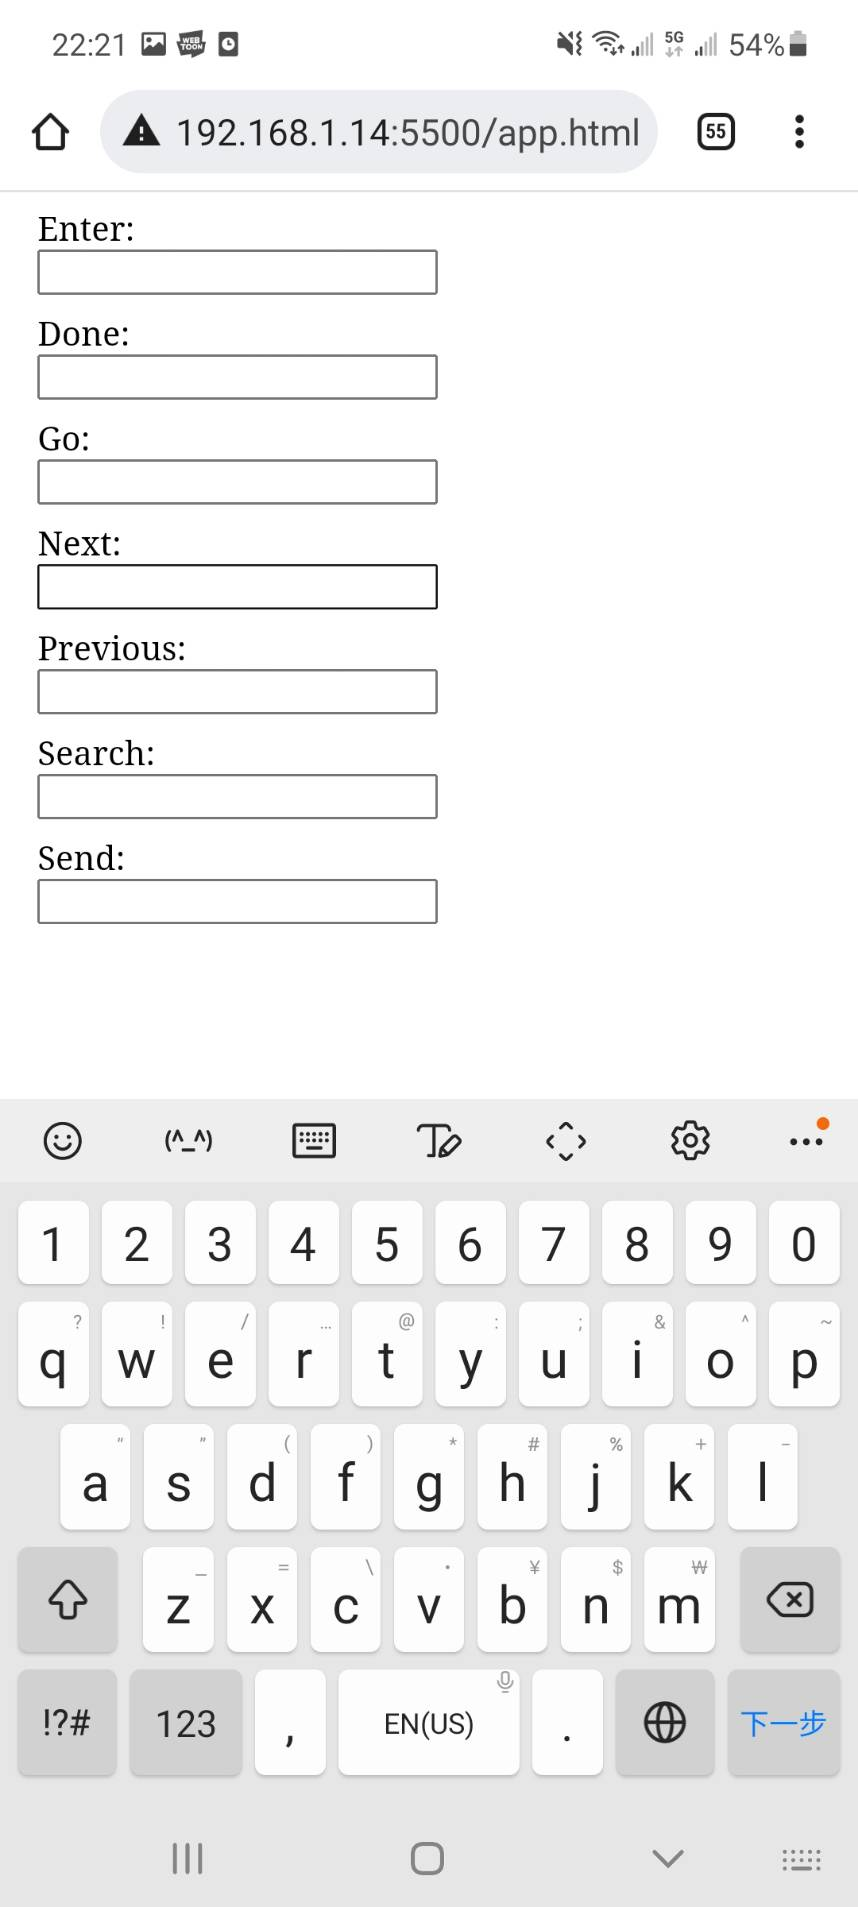 22:21 WEB TOON 5G 54%
192.168.1.14:5500/app.html 55
Enter:
Done:
Go:
Next:
Previous:
Search:
Send:
(^_^) T
1 2 3 4 5 6 7 8 9 0
? ! / ... @ : ; & ^ ~
q w e r t y u i o p
" " ( ) * # % + -
a s d f g h j k l
_ = \ · ¥ $ ₩
z x c v b n m
!?# 123 , EN(US) . 下一步